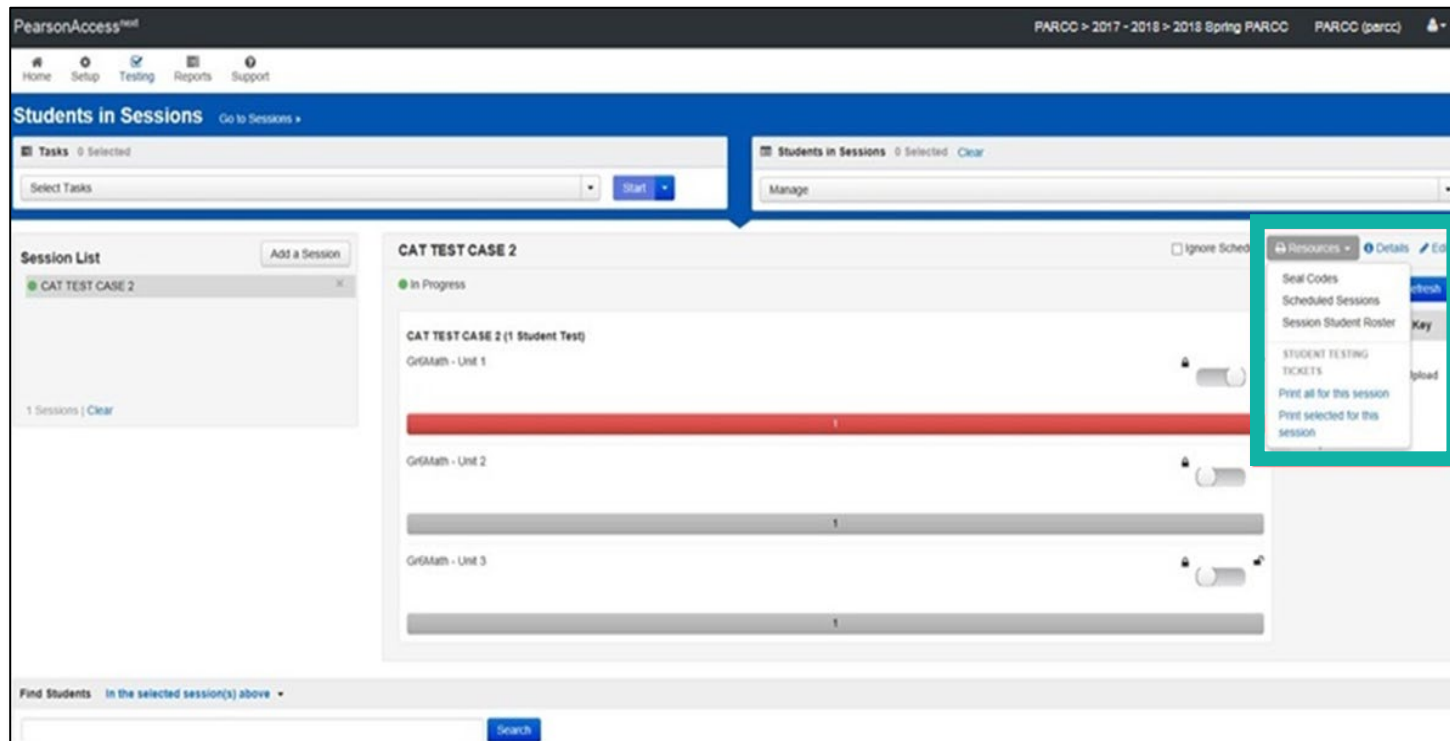 PearsonAccessnext
PARCC > 2017 - 2018 > 2018 Spring PARCC PARCC (parcc)
Home Setup Testing Reports Support
Students in Sessions Go to Sessions »
Tasks 0 Selected
Students in Sessions 0 Selected Clear
Select Tasks
Start
Manage
Session List
Add a Session
CAT TEST CASE 2
1 Sessions | Clear
CAT TEST CASE 2
Ignore Sched
Resources
Details
In Progress
CAT TEST CASE 2 (1 Student Test)
Gr6Math - Unit 1
1
Gr6Math - Unit 2
1
Gr6Math - Unit 3
1
Seal Codes
Scheduled Sessions
Session Student Roster
STUDENT TESTING
TICKETS
Print all for this session
Print selected for this
session
Key
Find Students In the selected session(s) above
Search